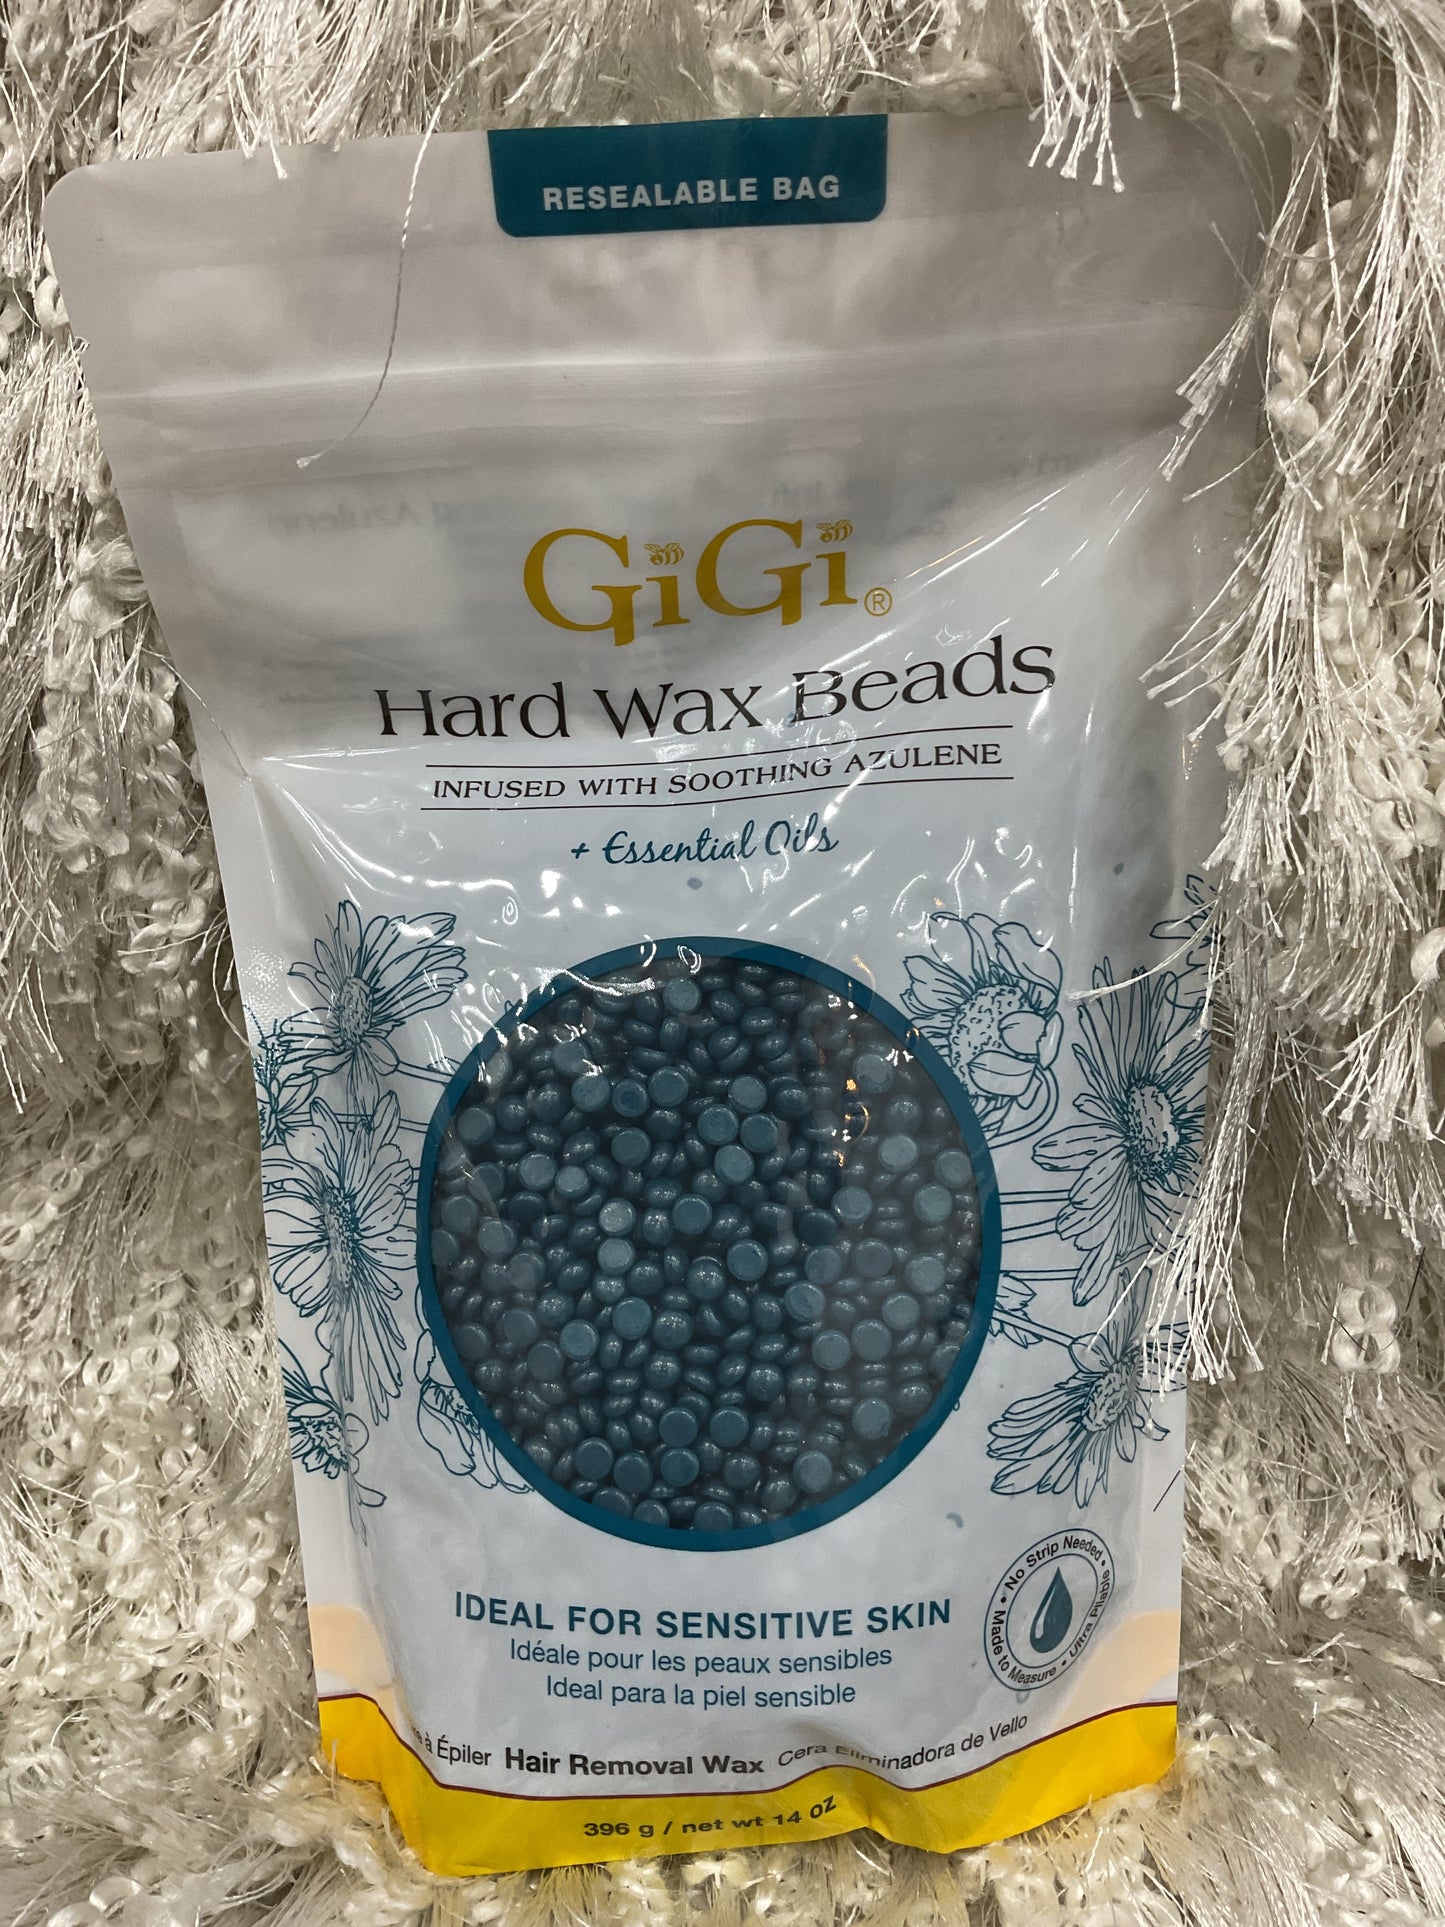 RESEALABLE BAG
GiGi®
Hard Wax Beads
INFUSED WITH SOOTHING AZULENE
+ Essential Oils
IDEAL FOR SENSITIVE SKIN
Idéale pour les peaux sensibles
Ideal para la piel sensible
No Strip Needed • Ultra Pliable • Made to Measure •
à Épiler Hair Removal Wax Cera Eliminadora de Vello
396 g / net wt 14 oz